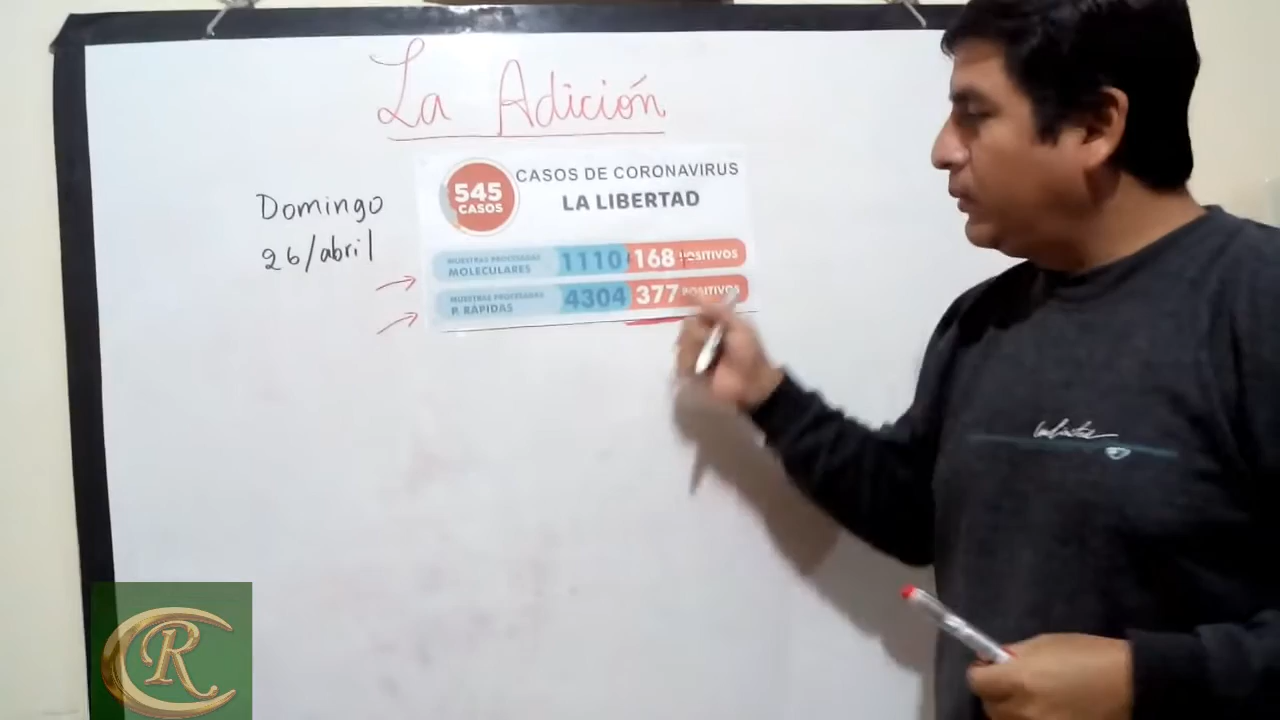 La Adición
Domingo
26/abril
545
CASOS
CASOS DE CORONAVIRUS
LA LIBERTAD
MUESTRAS PROCESADAS
MOLECULARES
1110 168 POSITIVOS
MUESTRAS PROCESADAS
P. RÁPIDAS
4304 377 POSITIVOS
CR